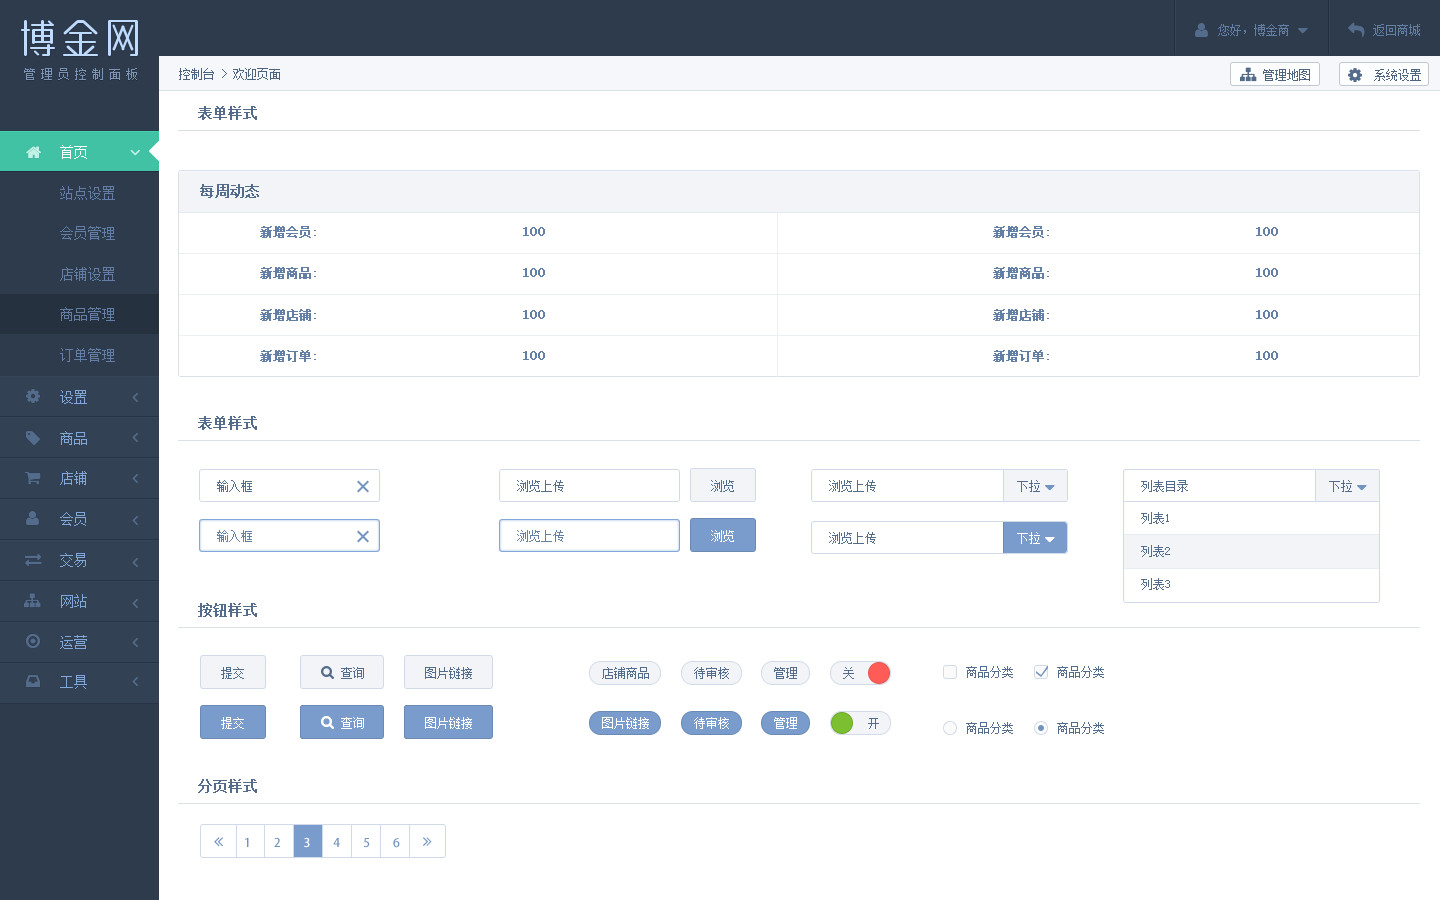 博金网
管理员控制面板
您好，博金商
返回商城
控制台 > 欢迎页面
管理地图
系统设置
首页
站点设置
会员管理
店铺设置
商品管理
订单管理
设置
商品
店铺
会员
交易
网站
运营
工具
表单样式
每周动态
新增会员: 100 新增会员: 100
新增商品: 100 新增商品: 100
新增店铺: 100 新增店铺: 100
新增订单: 100 新增订单: 100
表单样式
输入框 浏览上传 浏览 浏览上传 下拉 列表目录 下拉
列表1
输入框 浏览上传 浏览 浏览上传 下拉
列表2
列表3
按钮样式
提交 查询 图片链接 店铺商品 待审核 管理 关 商品分类 商品分类
提交 查询 图片链接 图片链接 待审核 管理 开 商品分类 商品分类
分页样式
« 1 2 3 4 5 6 »